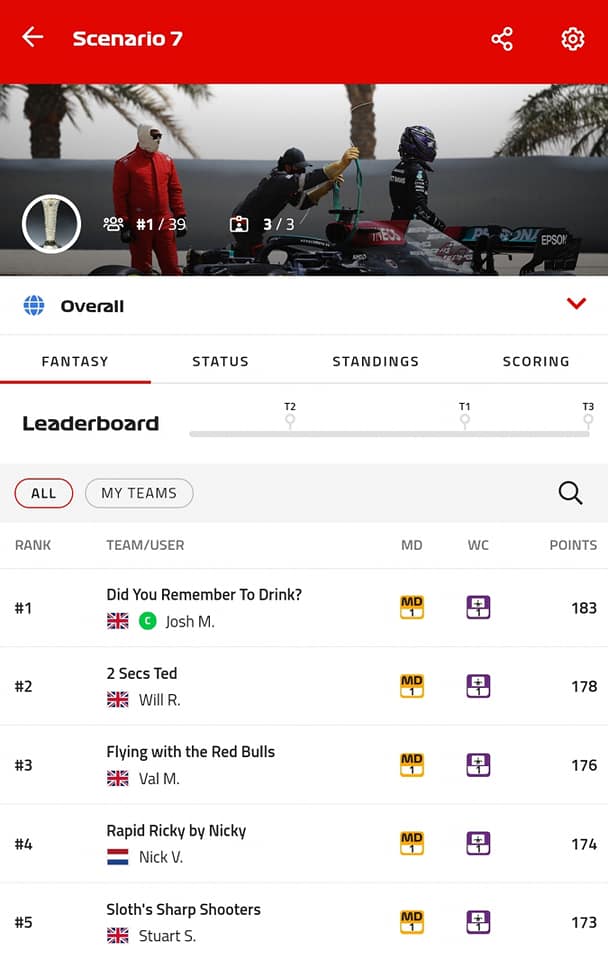 Scenario 7
#1 / 39
3 / 3
INEOS
EPSON
Overall
FANTASY
STATUS
STANDINGS
SCORING
Leaderboard
T2
T1
T3
ALL
MY TEAMS
RANK
TEAM/USER
MD
WC
POINTS
#1
Did You Remember To Drink?
C
Josh M.
MD
1
1
183
#2
2 Secs Ted
Will R.
MD
1
1
178
#3
Flying with the Red Bulls
Val M.
MD
1
1
176
#4
Rapid Ricky by Nicky
Nick V.
MD
1
1
174
#5
Sloth's Sharp Shooters
Stuart S.
MD
1
1
173